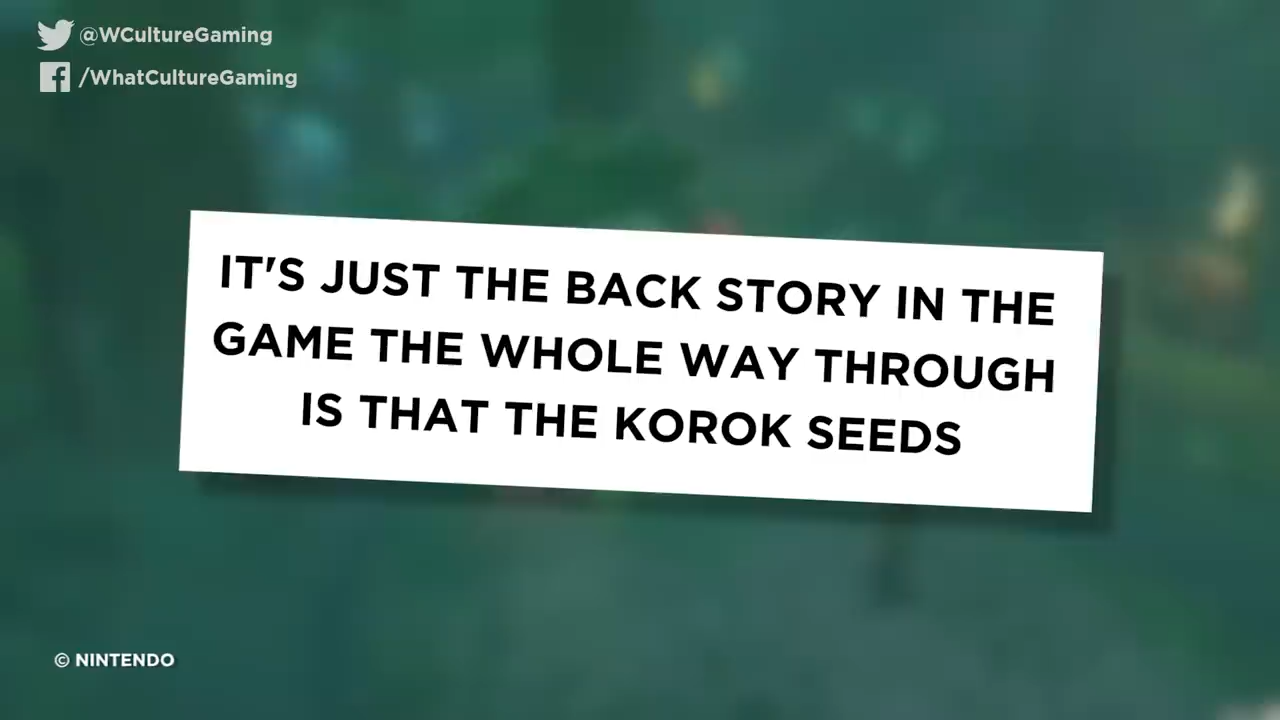 @WCultureGaming
/WhatCultureGaming
IT'S JUST THE BACK STORY IN THE
GAME THE WHOLE WAY THROUGH
IS THAT THE KOROK SEEDS
© NINTENDO